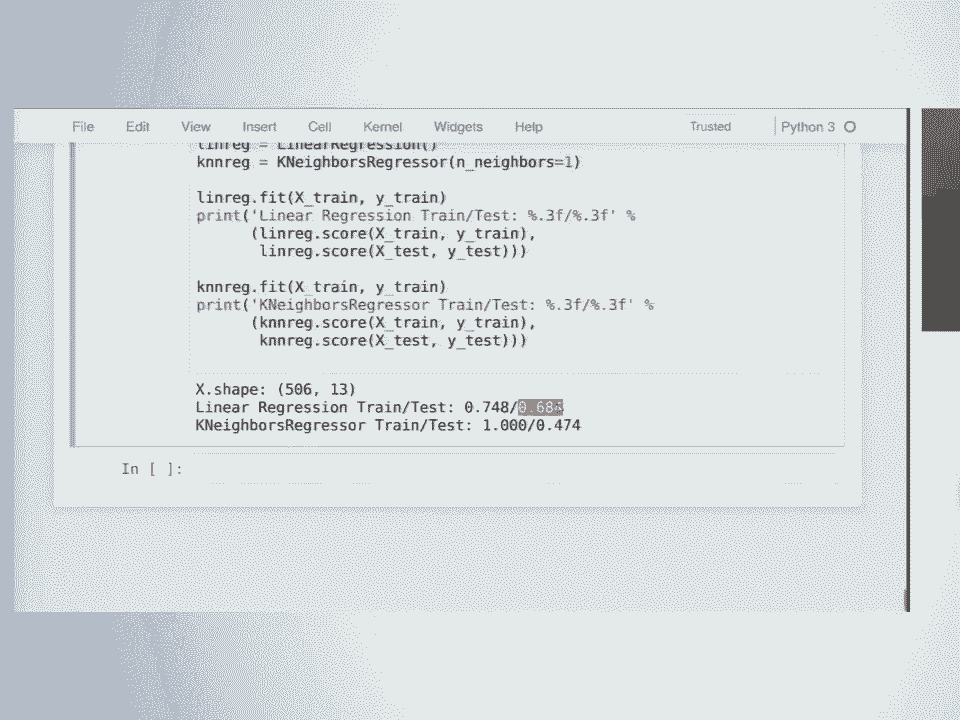 File Edit View Insert Cell Kernel Widgets Help Trusted Python 3
linreg = LinearRegression()
knnreg = KNeighborsRegressor(n_neighbors=1)
linreg.fit(X_train, y_train)
print('Linear Regression Train/Test: %.3f/%.3f' %
(linreg.score(X_train, y_train),
linreg.score(X_test, y_test)))
knnreg.fit(X_train, y_train)
print('KNeighborsRegressor Train/Test: %.3f/%.3f' %
(knnreg.score(X_train, y_train),
knnreg.score(X_test, y_test)))
X.shape: (506, 13)
Linear Regression Train/Test: 0.748/0.684
KNeighborsRegressor Train/Test: 1.000/0.474
In [ ]: